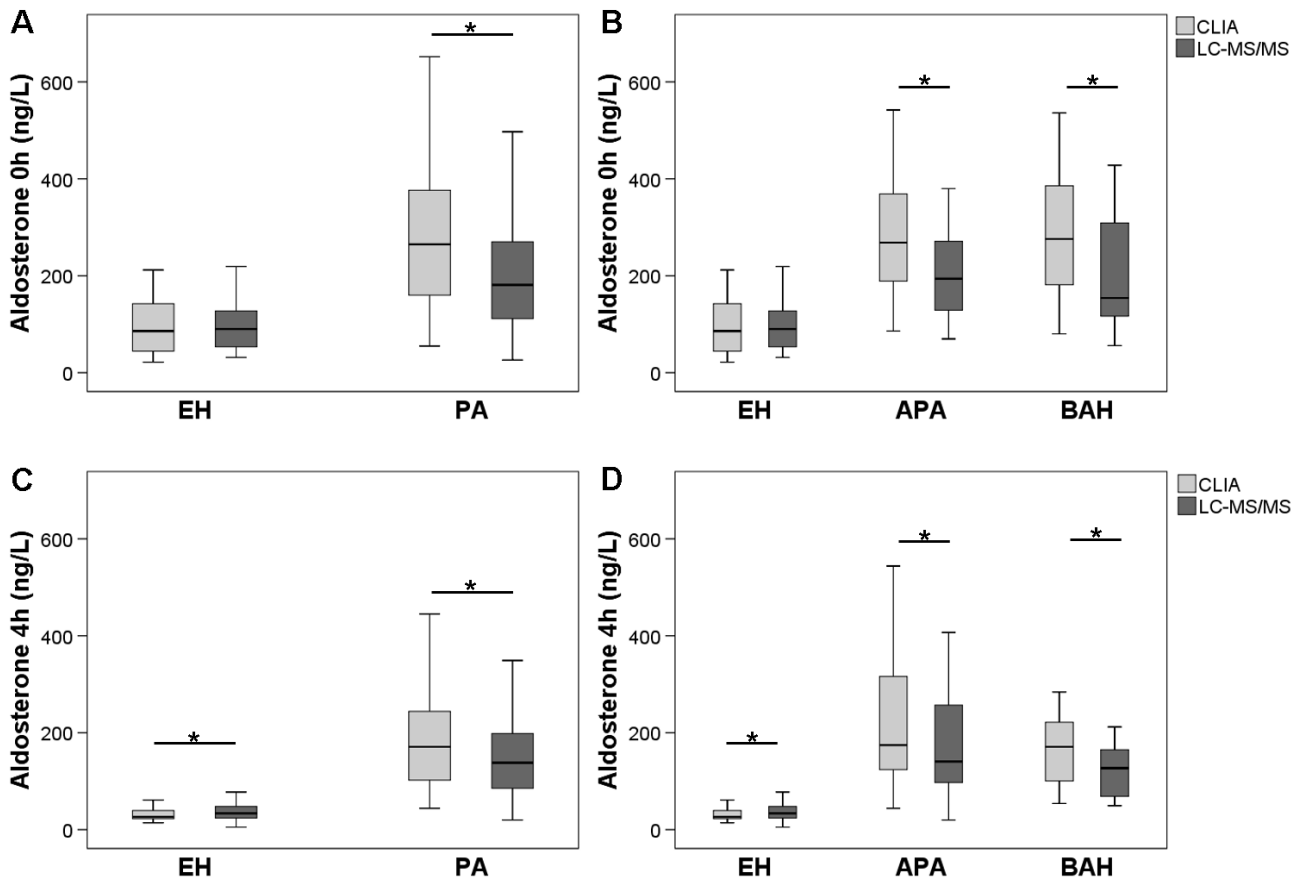 A
Aldosterone 0h (ng/L)
600
400
200
0
*
EH PA
B
Aldosterone 0h (ng/L)
600
400
200
0
* *
EH APA BAH
CLIA
LC-MS/MS
C
Aldosterone 4h (ng/L)
600
400
200
0
* *
EH PA
D
Aldosterone 4h (ng/L)
600
400
200
0
* * *
EH APA BAH
CLIA
LC-MS/MS